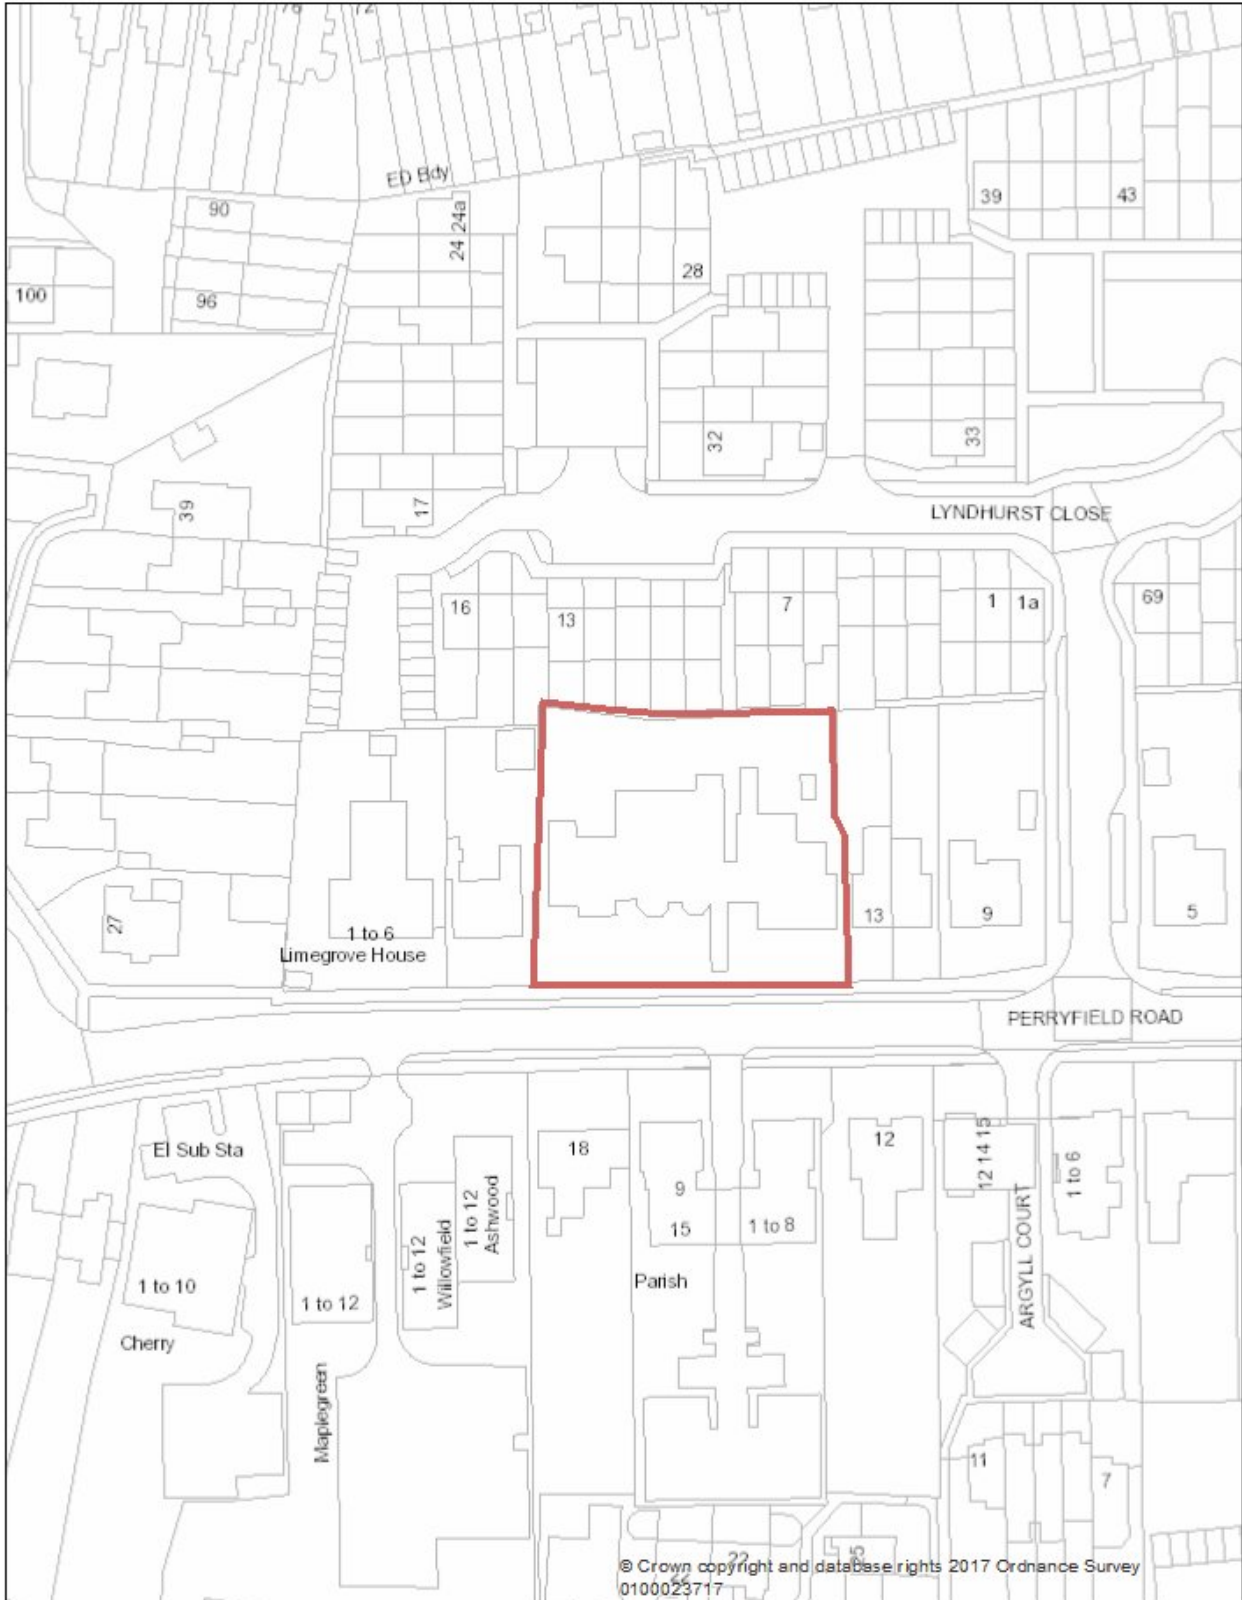 76
72
ED Bdy
90
24 24a
39
43
28
100
96
32
33
39
17
LYNDHURST CLOSE
16
13
7
1
1a
69
27
1 to 6
Limegrove House
13
9
5
PERRYFIELD ROAD
El Sub Sta
18
12
12 14 15
1 to 6
9
15
1 to 8
1 to 12
Ashwood
1 to 12
Willowfield
ARGYLL COURT
1 to 10
1 to 12
Parish
Cherry
Maplegreen
11
7
22
25
© Crown copyright and database rights 2017 Ordnance Survey
0100023717